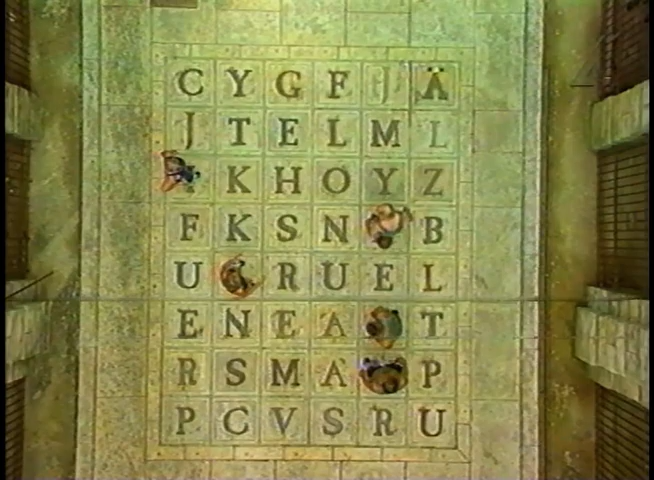 C Y G F J Ä
J T E L M L
K H O Y Z
F K S N B
U R U E L
E N E A T
R S M A P
P C V S R U